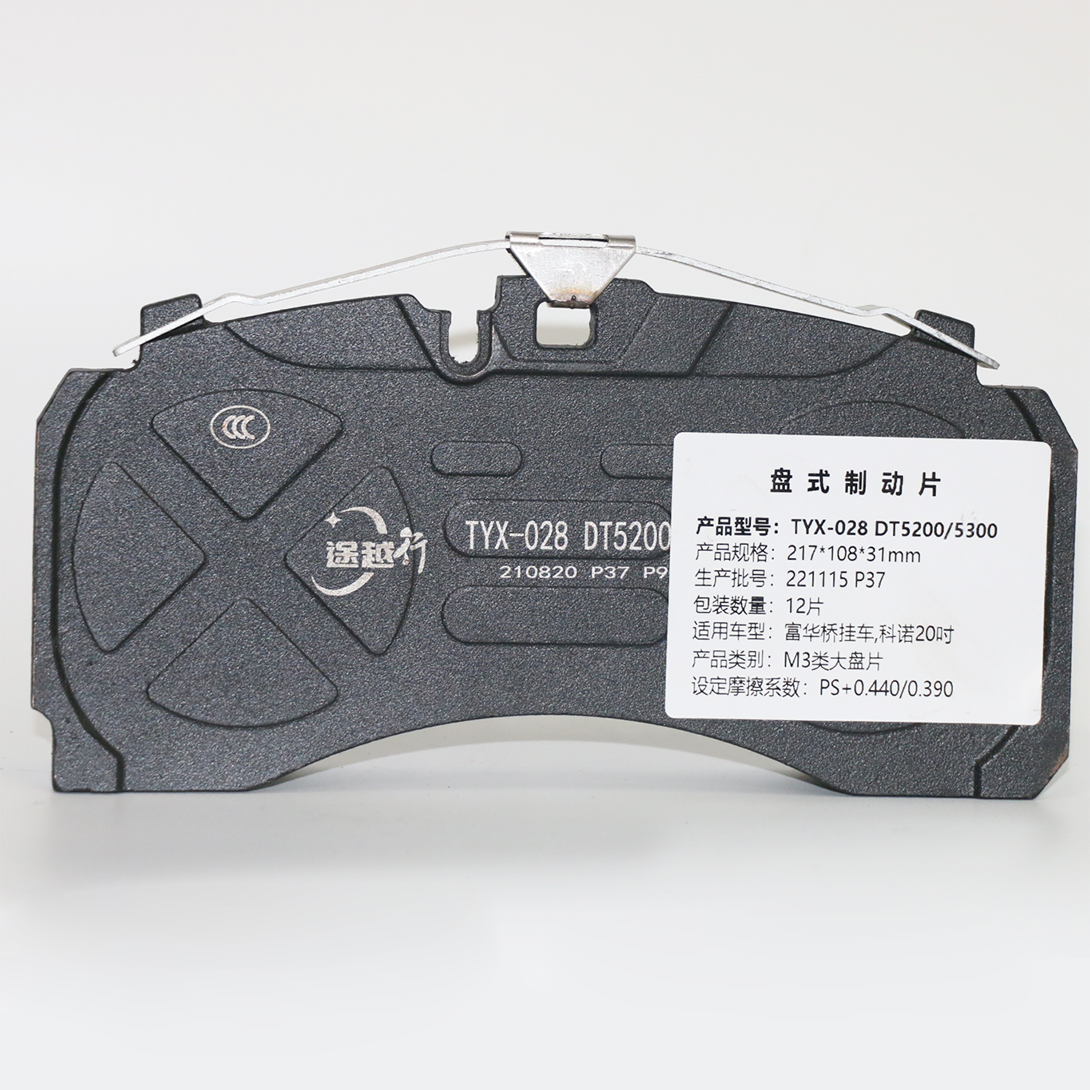 CCC
途越行
TYX-028 DT5200
210820 P37 P9
盘式制动片
产品型号：TYX-028 DT5200/5300
产品规格：217*108*31mm
生产批号：221115 P37
包装数量：12片
适用车型：富华桥挂车,科诺20吋
产品类别：M3类大盘片
设定摩擦系数：PS+0.440/0.390